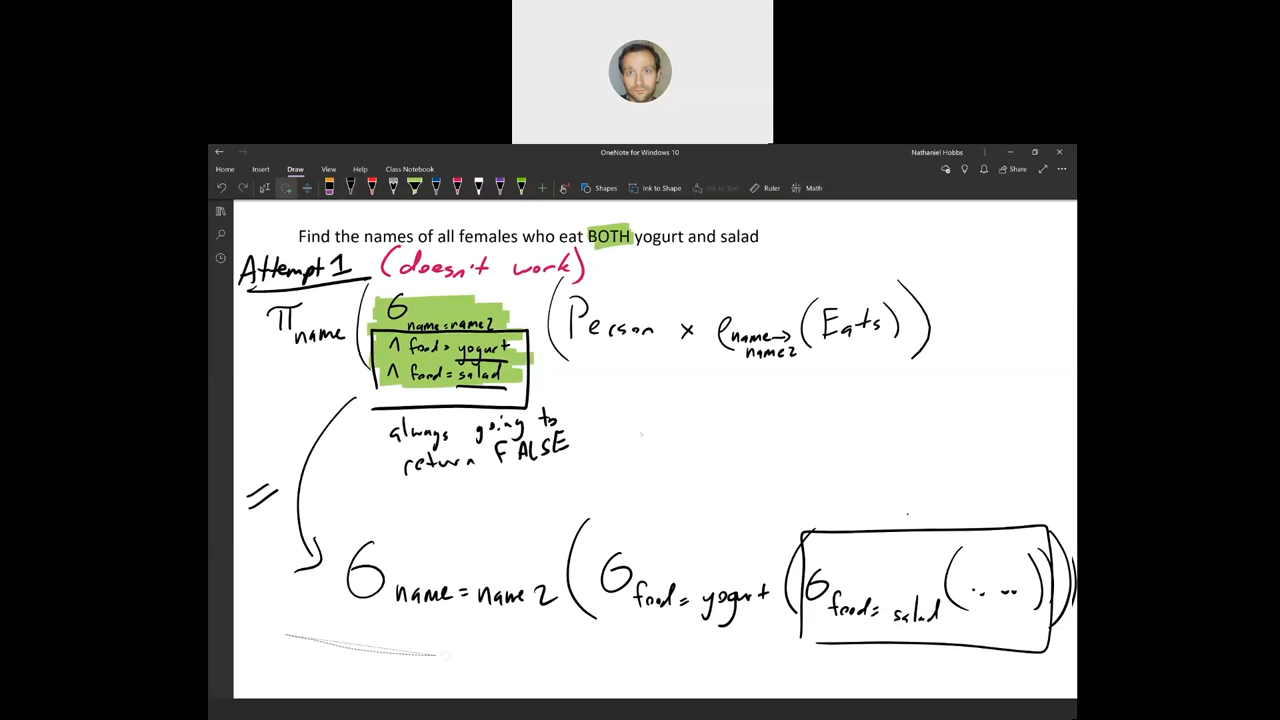 OneNote for Windows 10
Nathaniel Hobbs
Home Insert Draw View Help Class Notebook
Share
Shapes Ink to Shape Ink to Text Ruler Math
Find the names of all females who eat BOTH yogurt and salad
Attempt 1 (doesn't work)
π name ( σ name=name2 ( Person × ρ name→name2 (Eats) ) )
∧ food = yogurt
∧ food = salad
always going to
return FALSE
=
σ name = name2 ( σ food = yogurt ( σ food = salad (.....) ) )